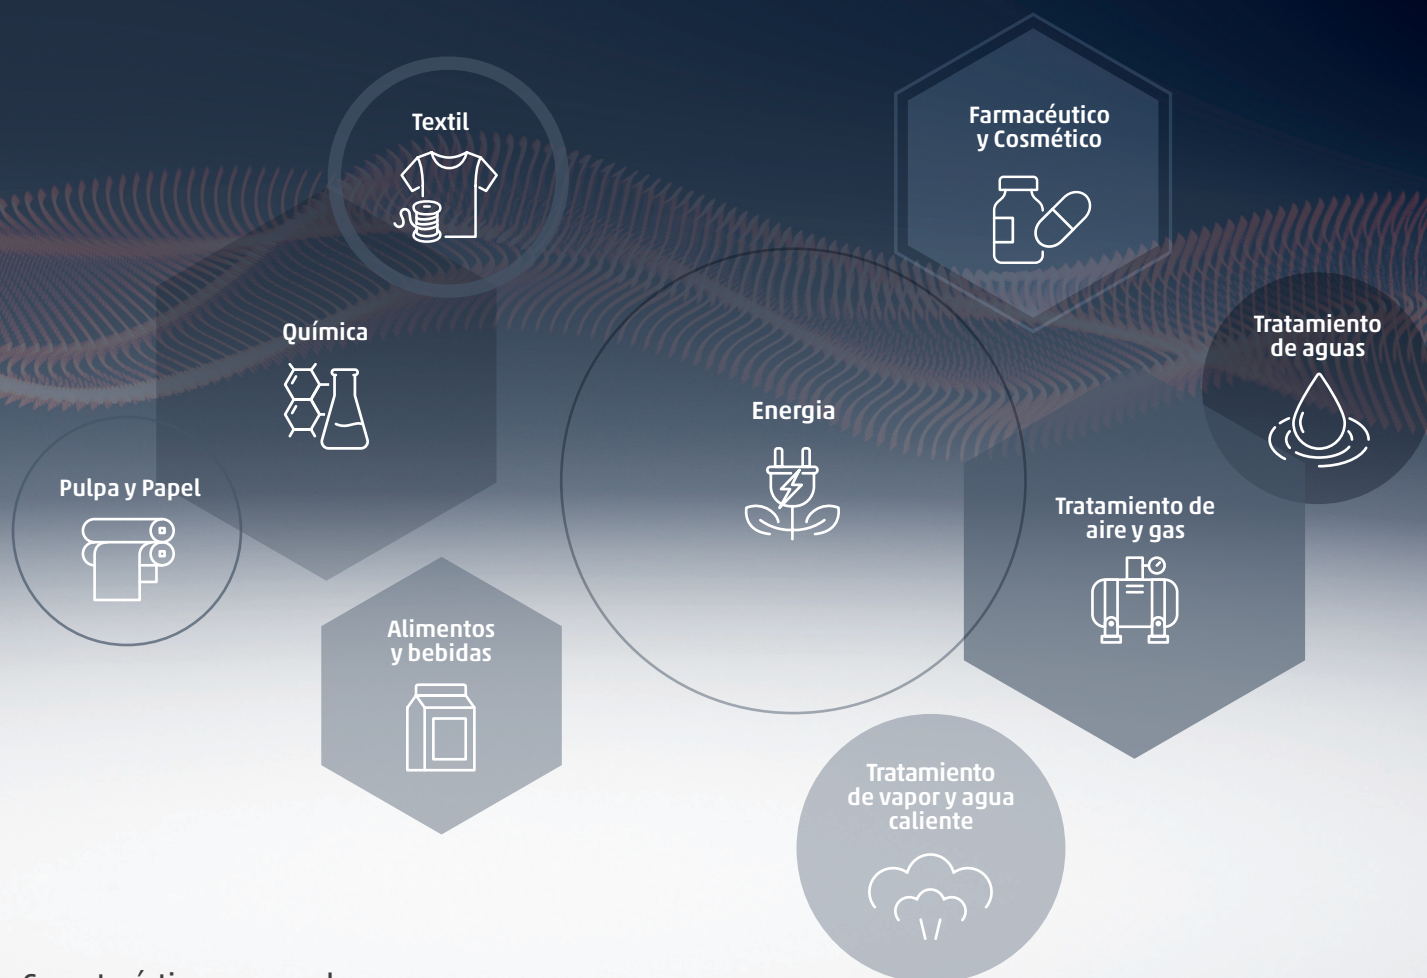 Textil
Farmacéutico
y Cosmético
Química
Tratamiento
de aguas
Energia
Pulpa y Papel
Tratamiento de
aire y gas
Alimentos
y bebidas
Tratamiento
de vapor y agua
caliente